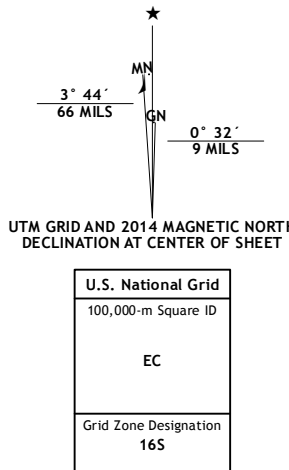 MN
3° 44´
66 MILS
GN
0° 32´
9 MILS
UTM GRID AND 2014 MAGNETIC NORTH
DECLINATION AT CENTER OF SHEET
U.S. National Grid
100,000-m Square ID
EC
Grid Zone Designation
16S